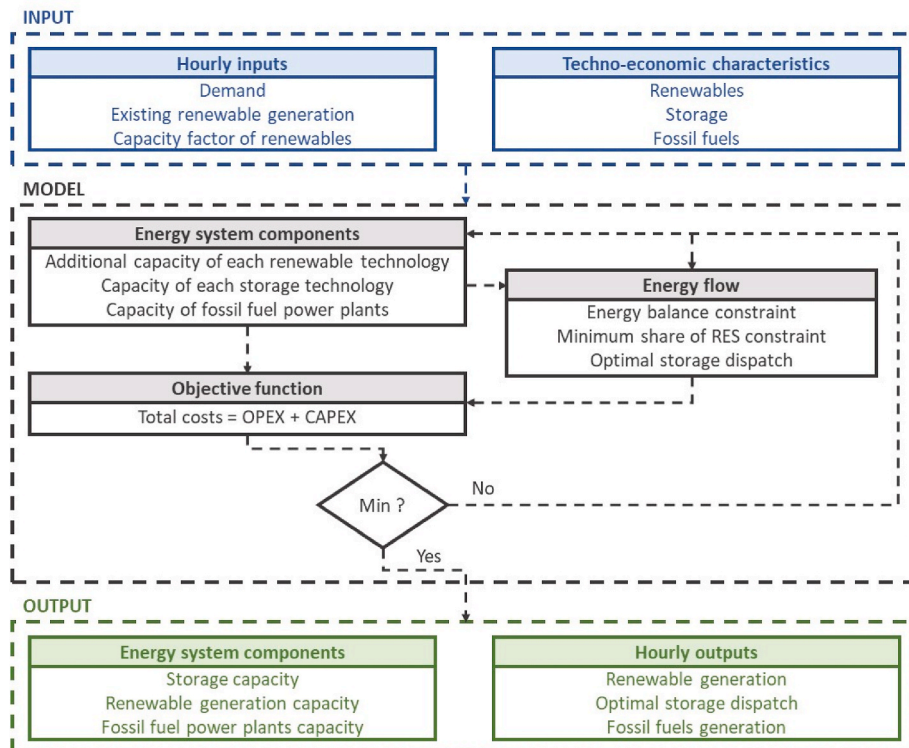 INPUT
Hourly inputs
Demand
Existing renewable generation
Capacity factor of renewables
Techno-economic characteristics
Renewables
Storage
Fossil fuels
MODEL
Energy system components
Additional capacity of each renewable technology
Capacity of each storage technology
Capacity of fossil fuel power plants
Energy flow
Energy balance constraint
Minimum share of RES constraint
Optimal storage dispatch
Objective function
Total costs = OPEX + CAPEX
Min ?
No
Yes
OUTPUT
Energy system components
Storage capacity
Renewable generation capacity
Fossil fuel power plants capacity
Hourly outputs
Renewable generation
Optimal storage dispatch
Fossil fuels generation